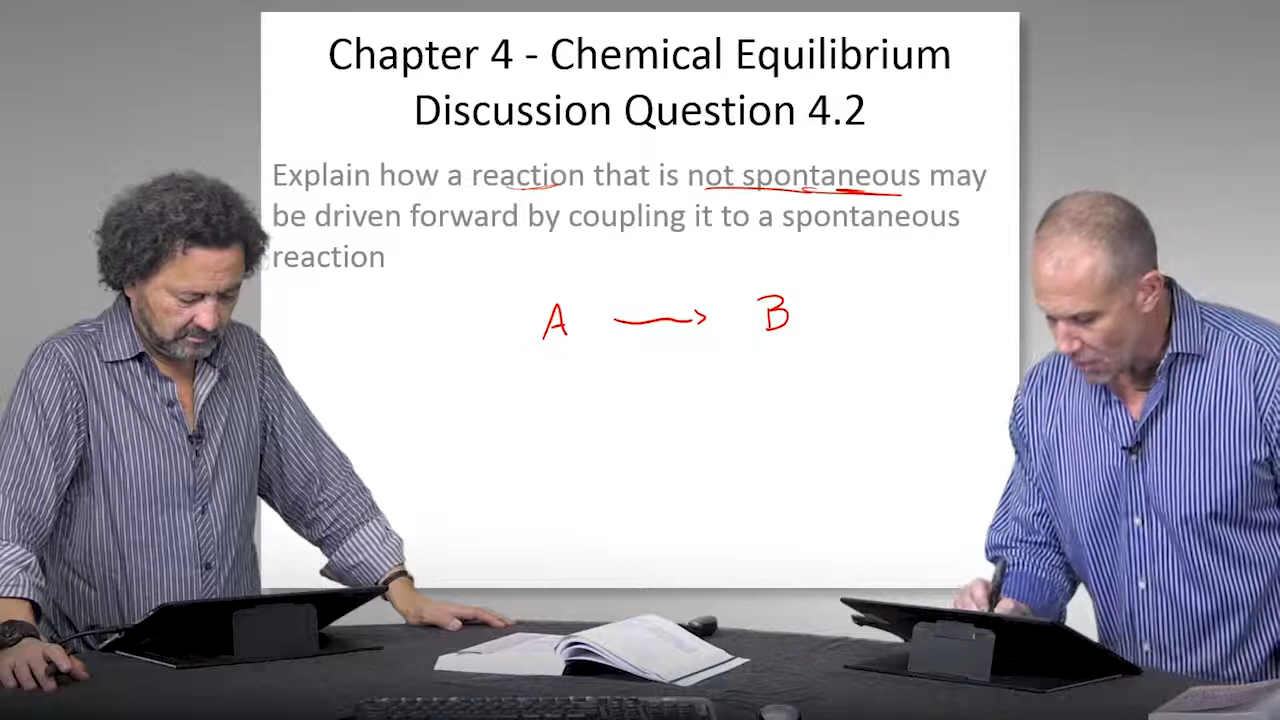 Chapter 4 - Chemical Equilibrium
Discussion Question 4.2
Explain how a reaction that is not spontaneous may
be driven forward by coupling it to a spontaneous
reaction
A → B